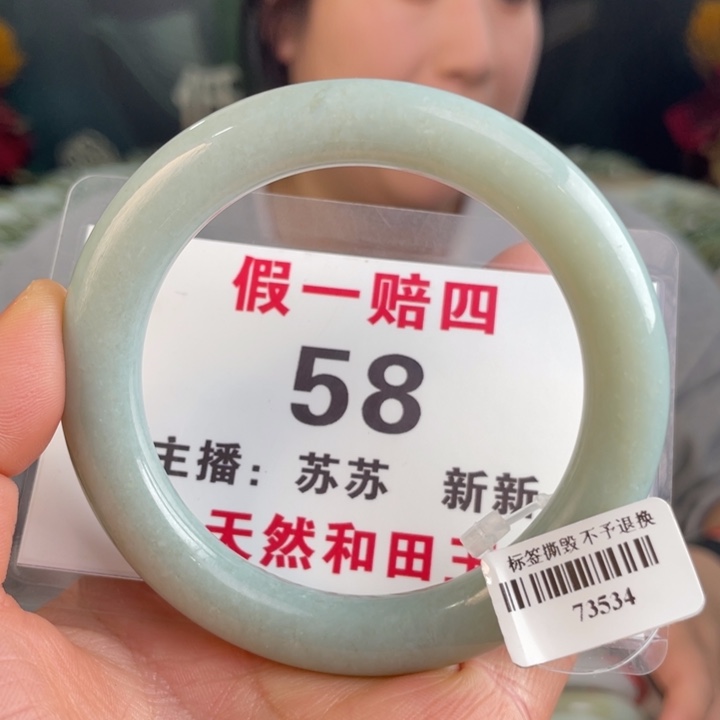 假一赔四
58
主播：苏苏 新新
天然和田玉
标签撕毁不予退换
73534